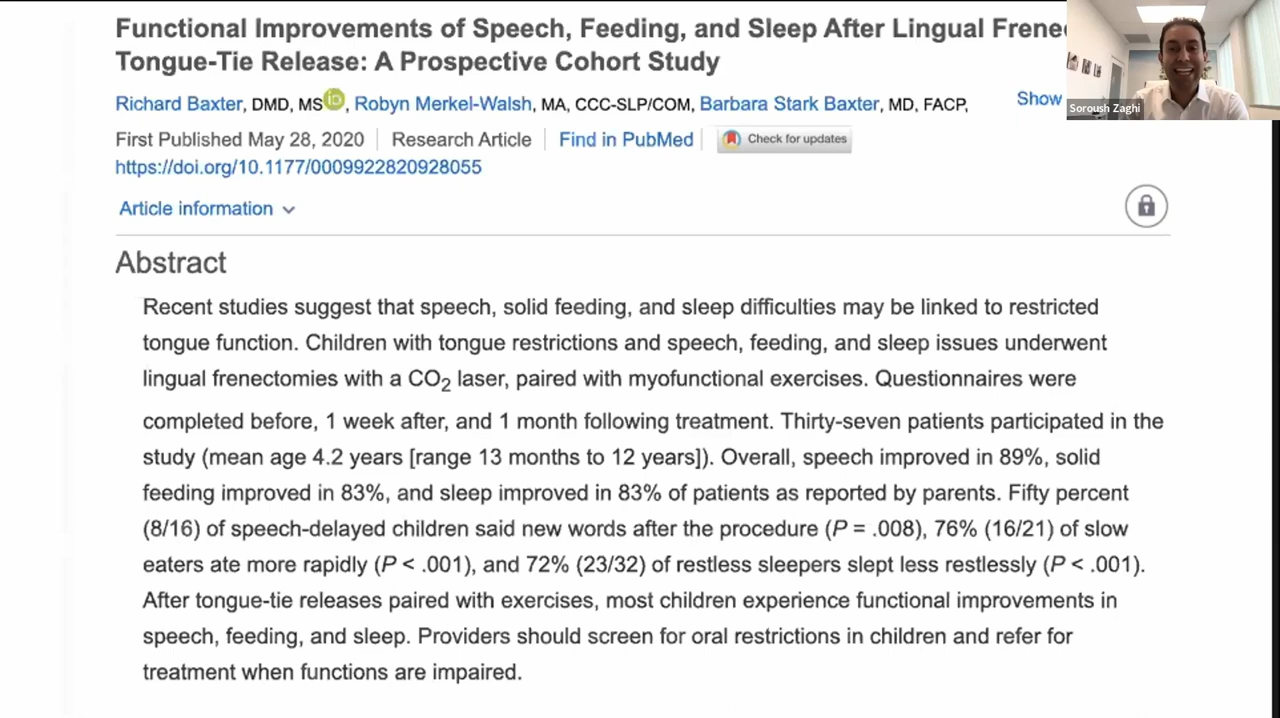 Functional Improvements of Speech, Feeding, and Sleep After Lingual
Tongue-Tie Release: A Prospective Cohort Study
Richard Baxter, DMD, MS iD, Robyn Merkel-Walsh, MA, CCC-SLP/COM, Barbara Stark Baxter, MD, FACP,
Show
Soroush Zaghi
First Published May 28, 2020 | Research Article | Find in PubMed | Check for updates
https://doi.org/10.1177/0009922820928055
Article information
Abstract
Recent studies suggest that speech, solid feeding, and sleep difficulties may be linked to restricted
tongue function. Children with tongue restrictions and speech, feeding, and sleep issues underwent
lingual frenectomies with a CO2 laser, paired with myofunctional exercises. Questionnaires were
completed before, 1 week after, and 1 month following treatment. Thirty-seven patients participated in the
study (mean age 4.2 years [range 13 months to 12 years]). Overall, speech improved in 89%, solid
feeding improved in 83%, and sleep improved in 83% of patients as reported by parents. Fifty percent
(8/16) of speech-delayed children said new words after the procedure (P = .008), 76% (16/21) of slow
eaters ate more rapidly (P < .001), and 72% (23/32) of restless sleepers slept less restlessly (P < .001).
After tongue-tie releases paired with exercises, most children experience functional improvements in
speech, feeding, and sleep. Providers should screen for oral restrictions in children and refer for
treatment when functions are impaired.